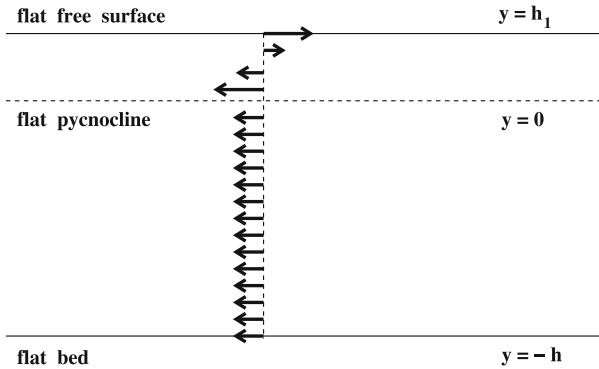 flat free surface y = h₁
flat pycnocline y = 0
flat bed y = − h